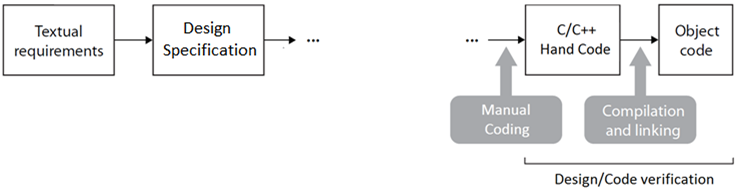 Textual
requirements
Design
Specification
...
...
C/C++
Hand Code
Object
code
Manual
Coding
Compilation
and linking
Design/Code verification